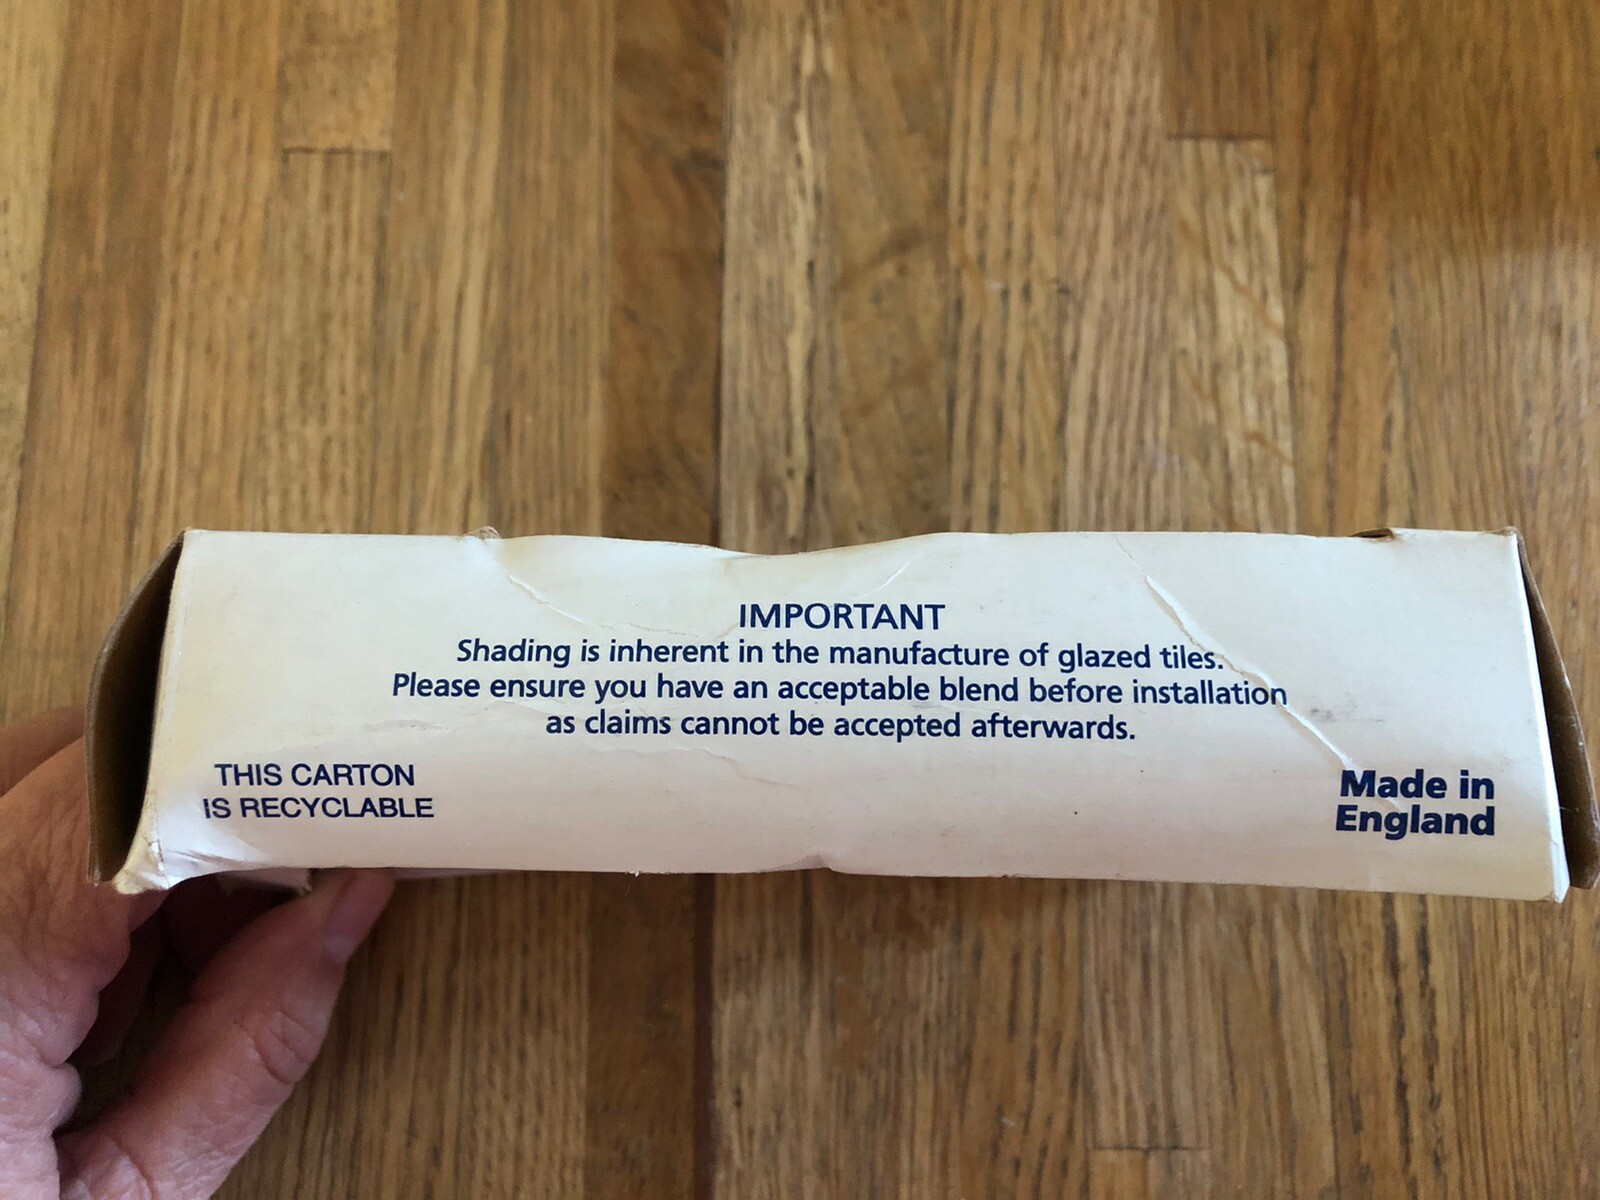 IMPORTANT
Shading is inherent in the manufacture of glazed tiles.
Please ensure you have an acceptable blend before installation
as claims cannot be accepted afterwards.
THIS CARTON
IS RECYCLABLE
Made in
England